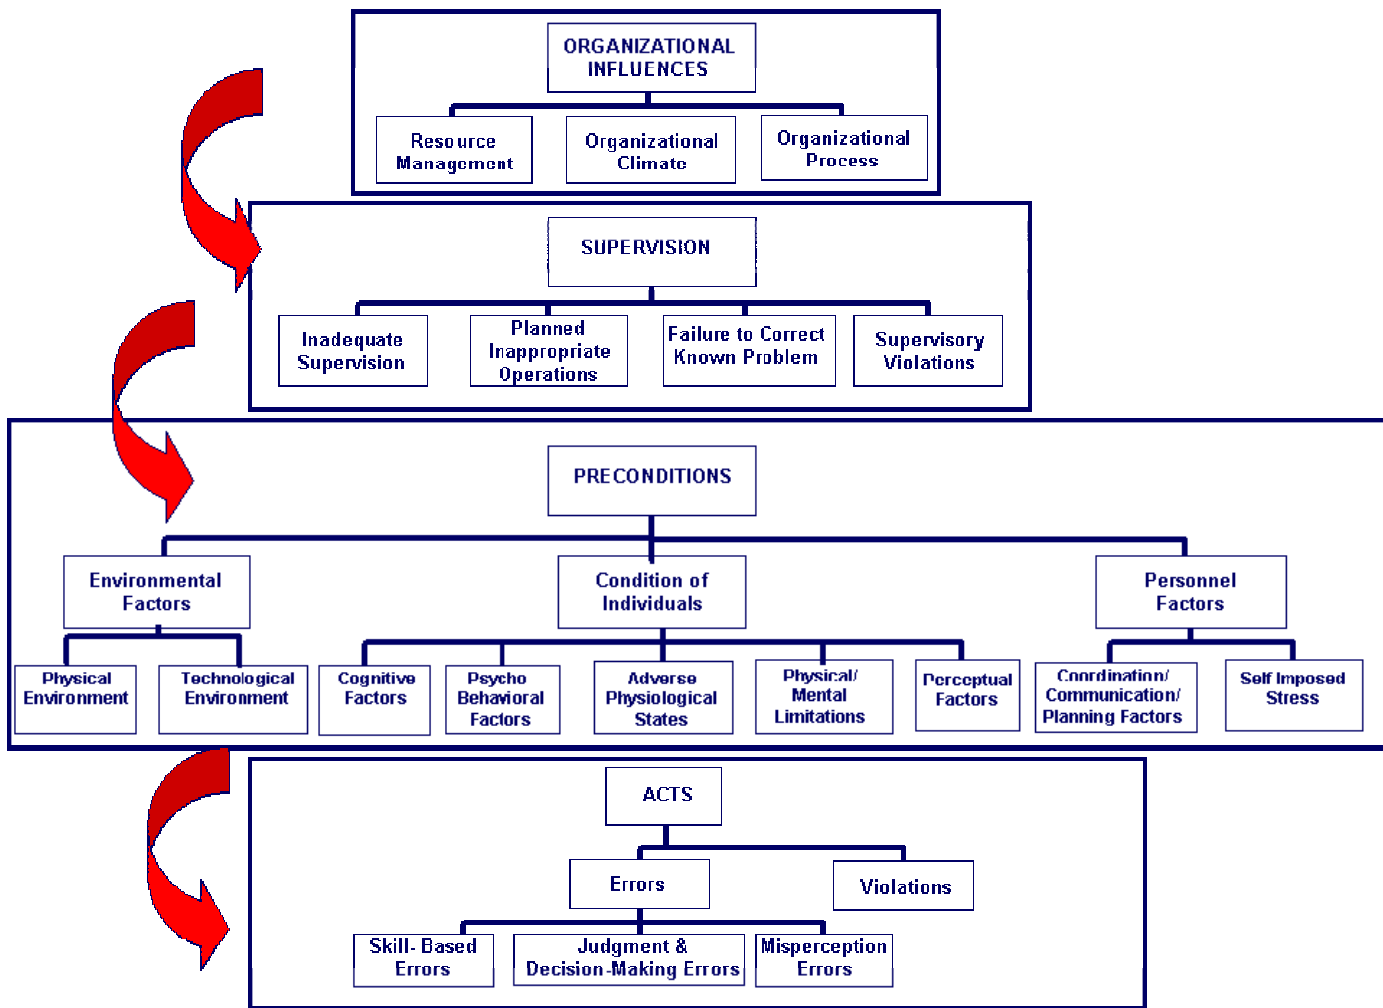 ORGANIZATIONAL
INFLUENCES
Resource
Management
Organizational
Climate
Organizational
Process
SUPERVISION
Inadequate
Supervision
Planned
Inappropriate
Operations
Failure to Correct
Known Problem
Supervisory
Violations
PRECONDITIONS
Environmental
Factors
Condition of
Individuals
Personnel
Factors
Physical
Environment
Technological
Environment
Cognitive
Factors
Psycho
Behavioral
Factors
Adverse
Physiological
States
Physical/
Mental
Limitations
Perceptual
Factors
Coordination/
Communication/
Planning Factors
Self Imposed
Stress
ACTS
Errors
Violations
Skill- Based
Errors
Judgment &
Decision-Making Errors
Misperception
Errors